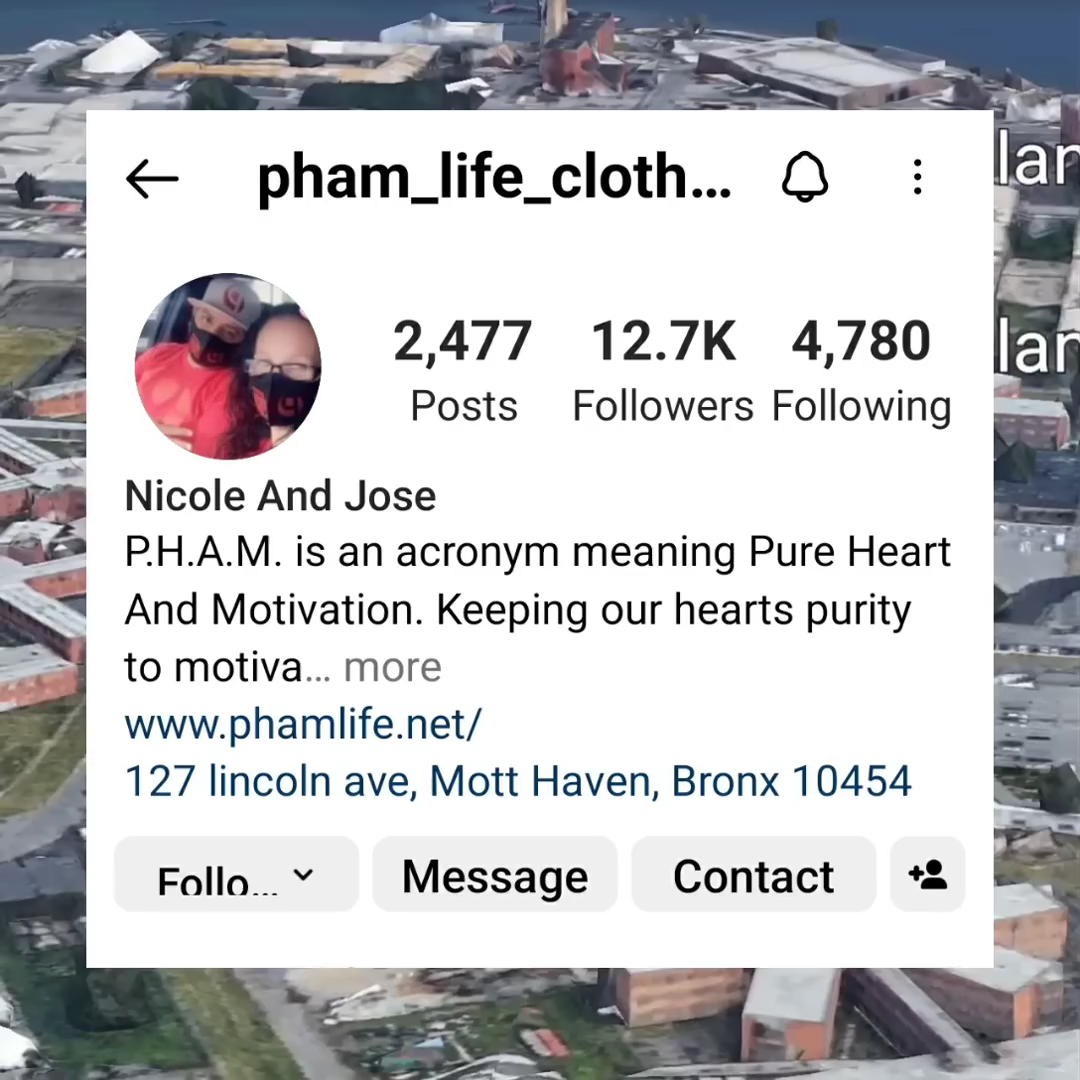 pham_life_cloth...
2,477 12.7K 4,780
Posts Followers Following
Nicole And Jose
P.H.A.M. is an acronym meaning Pure Heart
And Motivation. Keeping our hearts purity
to motiva... more
www.phamlife.net/
127 lincoln ave, Mott Haven, Bronx 10454
Follo... Message Contact